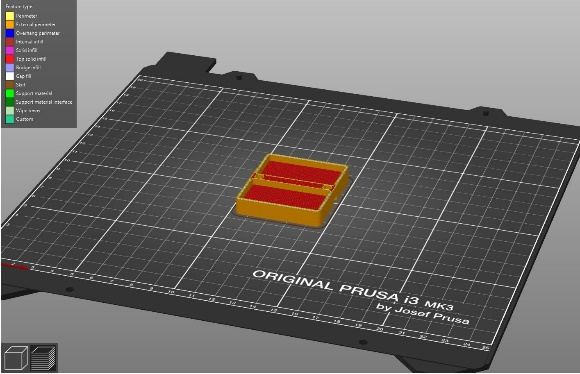 Feature type
Perimeter
External perimeter
Overhang perimeter
Internal infill
Solid infill
Top solid infill
Bridge infill
Gap fill
Skirt
Support material
Support material interface
Wipe tower
Custom
ORIGINAL PRUSA i3 MK3
by Josef Prusa